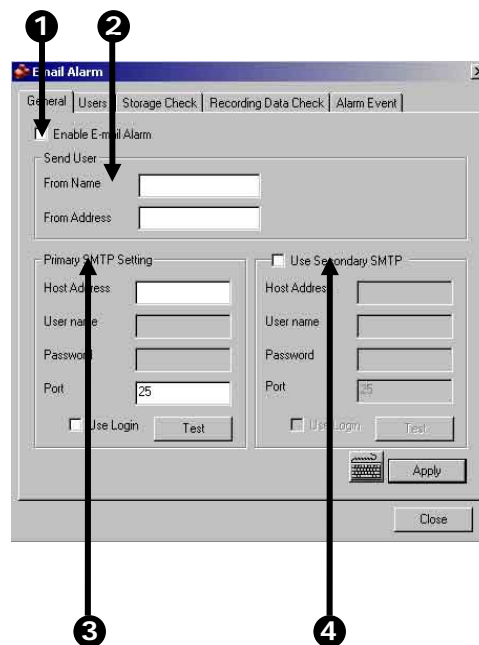 1 2
Email Alarm
General Users Storage Check Recording Data Check Alarm Event
Enable E-mail Alarm
Send User
From Name
From Address
Primary SMTP Setting
Host Address
User name
Password
Port 25
Use Login Test
Use Secondary SMTP
Host Address
User name
Password
Port 25
Use Login Test
Apply
Close
3 4